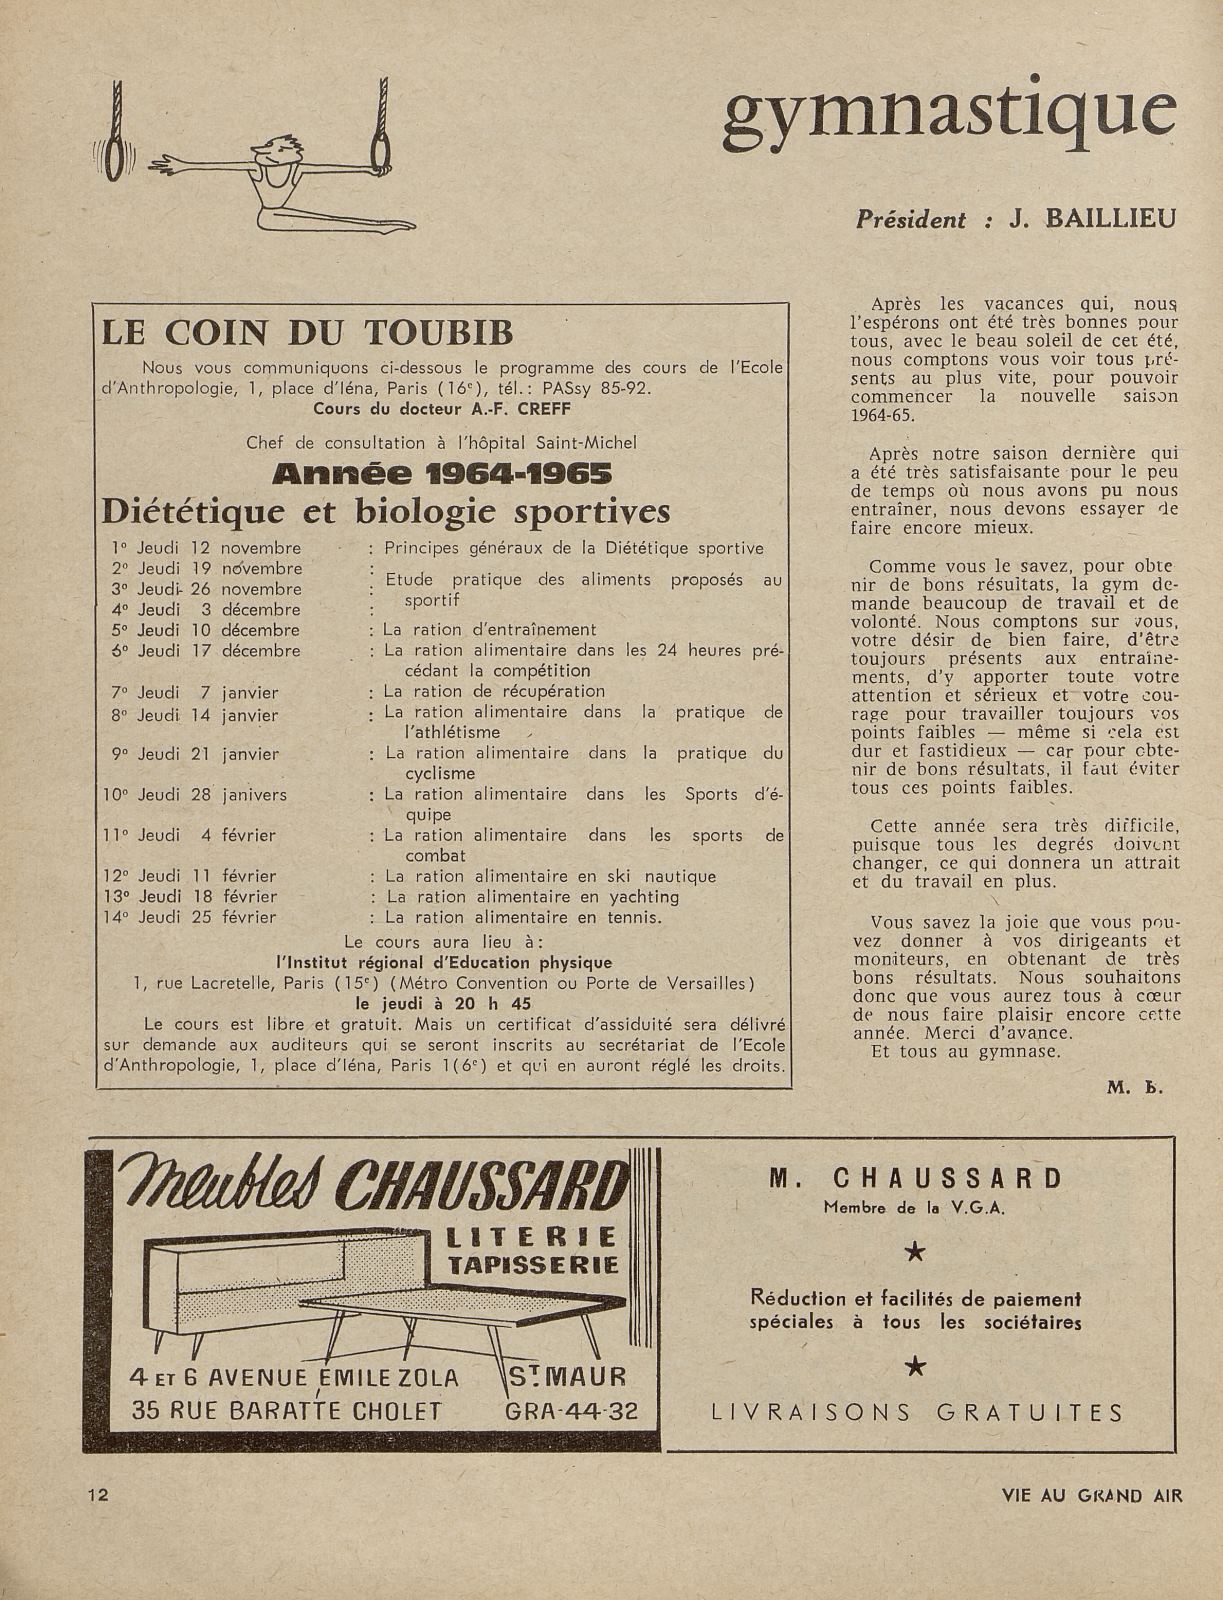 gymnastique
Président : J. BAILLIEU
LE COIN DU TOUBIB
Nous vous communiquons ci-dessous le programme des cours de l'Ecole
d'Anthropologie, 1, place d'Iéna, Paris (16e), tél.: PASsy 85-92.
Cours du docteur A.-F. CREFF
Chef de consultation à l'hôpital Saint-Michel
Année 1964-1965
Diététique et biologie sportives
1° Jeudi 12 novembre : Principes généraux de la Diététique sportive
2° Jeudi 19 novembre :
3° Jeudi 26 novembre : Etude pratique des aliments proposés au
sportif
4° Jeudi 3 décembre :
5° Jeudi 10 décembre : La ration d'entraînement
6° Jeudi 17 décembre : La ration alimentaire dans les 24 heures pré-
cédant la compétition
7° Jeudi 7 janvier : La ration de récupération
8° Jeudi 14 janvier : La ration alimentaire dans la pratique de
l'athlétisme
9° Jeudi 21 janvier : La ration alimentaire dans la pratique du
cyclisme
10° Jeudi 28 janivers : La ration alimentaire dans les Sports d'é-
quipe
11° Jeudi 4 février : La ration alimentaire dans les sports de
combat
12° Jeudi 11 février : La ration alimentaire en ski nautique
13° Jeudi 18 février : La ration alimentaire en yachting
14° Jeudi 25 février : La ration alimentaire en tennis.
Le cours aura lieu à :
l'Institut régional d'Education physique
1, rue Lacretelle, Paris (15e) (Métro Convention ou Porte de Versailles)
le jeudi à 20 h 45
Le cours est libre et gratuit. Mais un certificat d'assiduité sera délivré
sur demande aux auditeurs qui se seront inscrits au secrétariat de l'Ecole
d'Anthropologie, 1, place d'Iéna, Paris 1(6e) et qui en auront réglé les droits.
Après les vacances qui, nous
l'espérons ont été très bonnes pour
tous, avec le beau soleil de cet été,
nous comptons vous voir tous pré-
sents au plus vite, pour pouvoir
commencer la nouvelle saison
1964-65.
Après notre saison dernière qui
a été très satisfaisante pour le peu
de temps où nous avons pu nous
entraîner, nous devons essayer de
faire encore mieux.
Comme vous le savez, pour obte
nir de bons résultats, la gym de-
mande beaucoup de travail et de
volonté. Nous comptons sur vous,
votre désir de bien faire, d'être
toujours présents aux entraîne-
ments, d'y apporter toute votre
attention et sérieux et votre cou-
rage pour travailler toujours vos
points faibles — même si cela est
dur et fastidieux — car pour obte-
nir de bons résultats, il faut éviter
tous ces points faibles.
Cette année sera très difficile,
puisque tous les degrés doivent
changer, ce qui donnera un attrait
et du travail en plus.
Vous savez la joie que vous pou-
vez donner à vos dirigeants et
moniteurs, en obtenant de très
bons résultats. Nous souhaitons
donc que vous aurez tous à cœur
de nous faire plaisir encore cette
année. Merci d'avance.
Et tous au gymnase.
M. B.
Meubles CHAUSSARD
LITERIE
TAPISSERIE
4 ET 6 AVENUE EMILE ZOLA ST. MAUR
35 RUE BARATTE CHOLET GRA-44-32
M. CHAUSSARD
Membre de la V.G.A.
★
Réduction et facilités de paiement
spéciales à tous les sociétaires
★
LIVRAISONS GRATUITES
12
VIE AU GRAND AIR